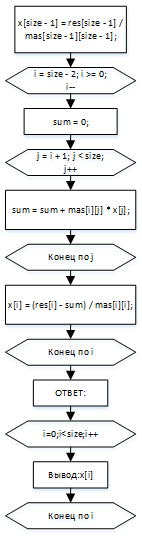 x[size - 1] = res[size - 1] /
mas[size - 1][size - 1];
i = size - 2; i >= 0;
i--
sum = 0;
j = i + 1; j < size;
j++
sum = sum + mas[i][j] * x[j];
Конец по j
x[i] = (res[i] - sum) / mas[i][i];
Конец по i
ОТВЕТ:
i=0;i<size;i++
Вывод:x[i]
Конец по i